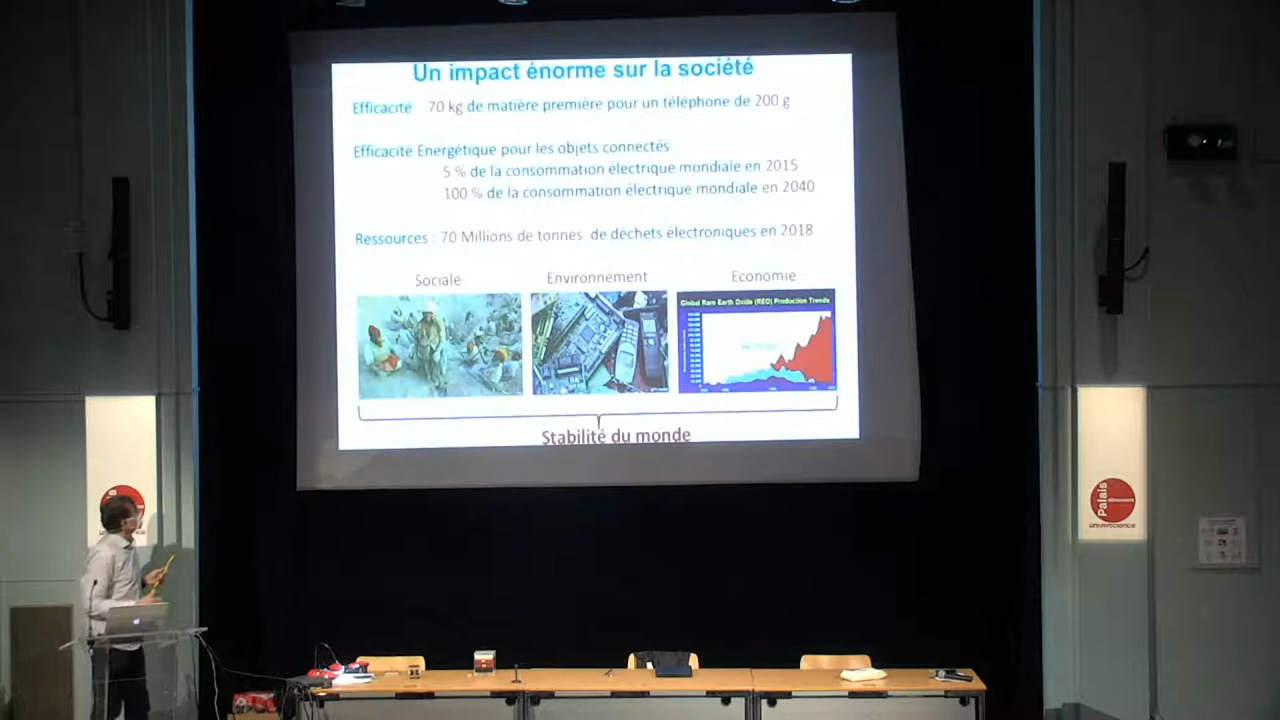 Un impact énorme sur la société
Efficacité 70 kg de matière première pour un téléphone de 200 g
Efficacité Energétique pour les objets connectés
5 % de la consommation électrique mondiale en 2015
100 % de la consommation électrique mondiale en 2040
Ressources : 70 Millions de tonnes de déchets électroniques en 2018
Sociale Environnement Economie
Global Rare Earth Oxide (REO) Production Trends
Stabilité du monde
Palais
universcience